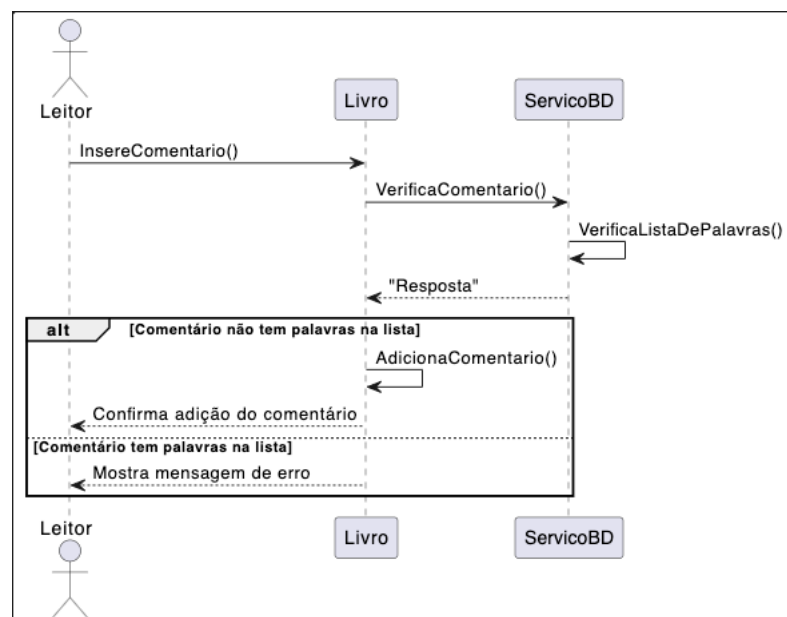 Leitor
Livro
ServicoBD
InsereComentario()
VerificaComentario()
VerificaListaDePalavras()
"Resposta"
alt
[Comentário não tem palavras na lista]
AdicionaComentario()
Confirma adição do comentário
[Comentário tem palavras na lista]
Mostra mensagem de erro
Leitor
Livro
ServicoBD